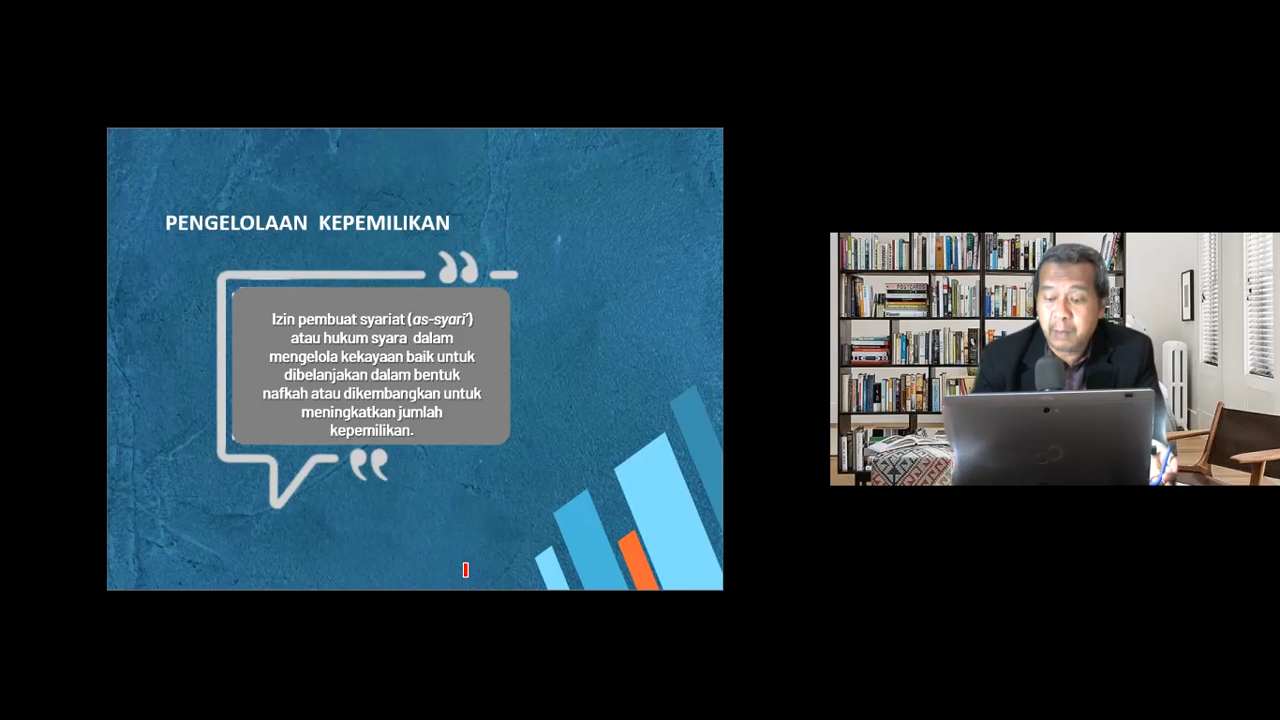 PENGELOLAAN KEPEMILIKAN
Izin pembuat syariat (as-syari')
atau hukum syara dalam
mengelola kekayaan baik untuk
dibelanjakan dalam bentuk
nafkah atau dikembangkan untuk
meningkatkan jumlah
kepemilikan.
POSTCARDS